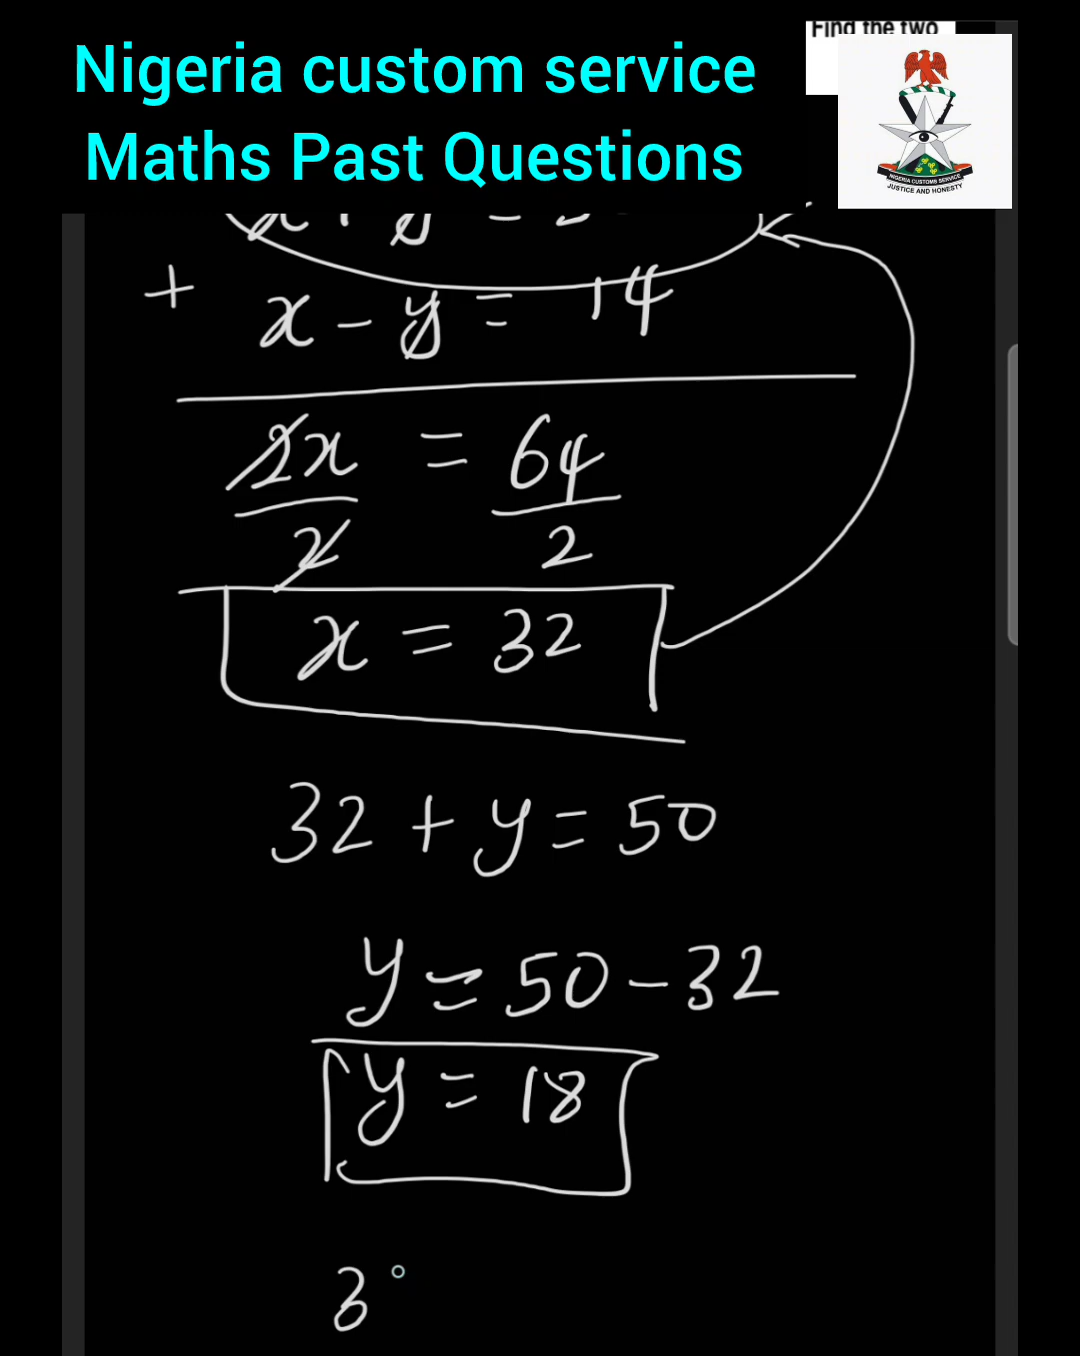 Find the two
Nigeria custom service
Maths Past Questions
NIGERIA CUSTOMS SERVICE
JUSTICE AND HONESTY
+ x - y = 14
2x = 64
2 2
x = 32
32 + y = 50
y = 50 - 32
y = 18
3